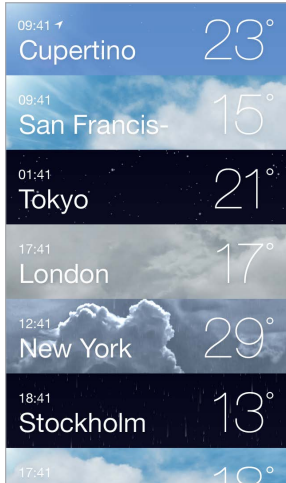 09:41
Cupertino 23°
09:41
San Francis- 15°
01:41
Tokyo 21°
17:41
London 17°
12:41
New York 29°
18:41
Stockholm 13°
17:41